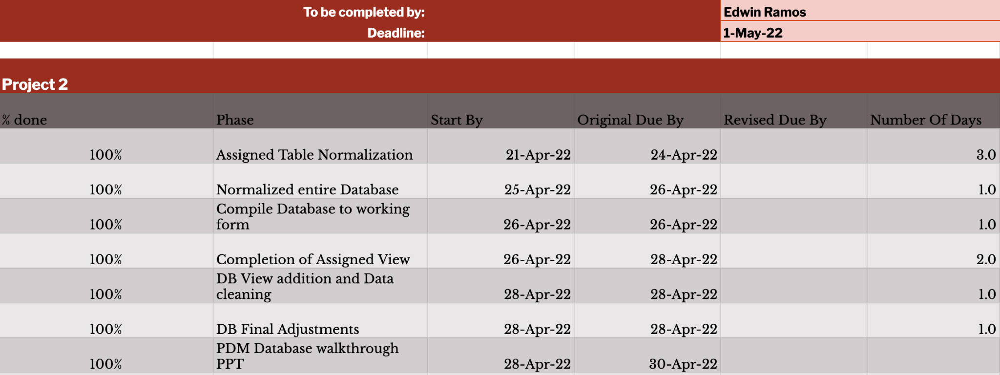 To be completed by: Edwin Ramos
Deadline: 1-May-22
Project 2
% done Phase Start By Original Due By Revised Due By Number Of Days
100% Assigned Table Normalization 21-Apr-22 24-Apr-22 3.0
100% Normalized entire Database 25-Apr-22 26-Apr-22 1.0
Compile Database to working
100% form 26-Apr-22 26-Apr-22 1.0
100% Completion of Assigned View 26-Apr-22 28-Apr-22 2.0
DB View addition and Data
100% cleaning 28-Apr-22 28-Apr-22 1.0
100% DB Final Adjustments 28-Apr-22 28-Apr-22 1.0
PDM Database walkthrough
100% PPT 28-Apr-22 30-Apr-22